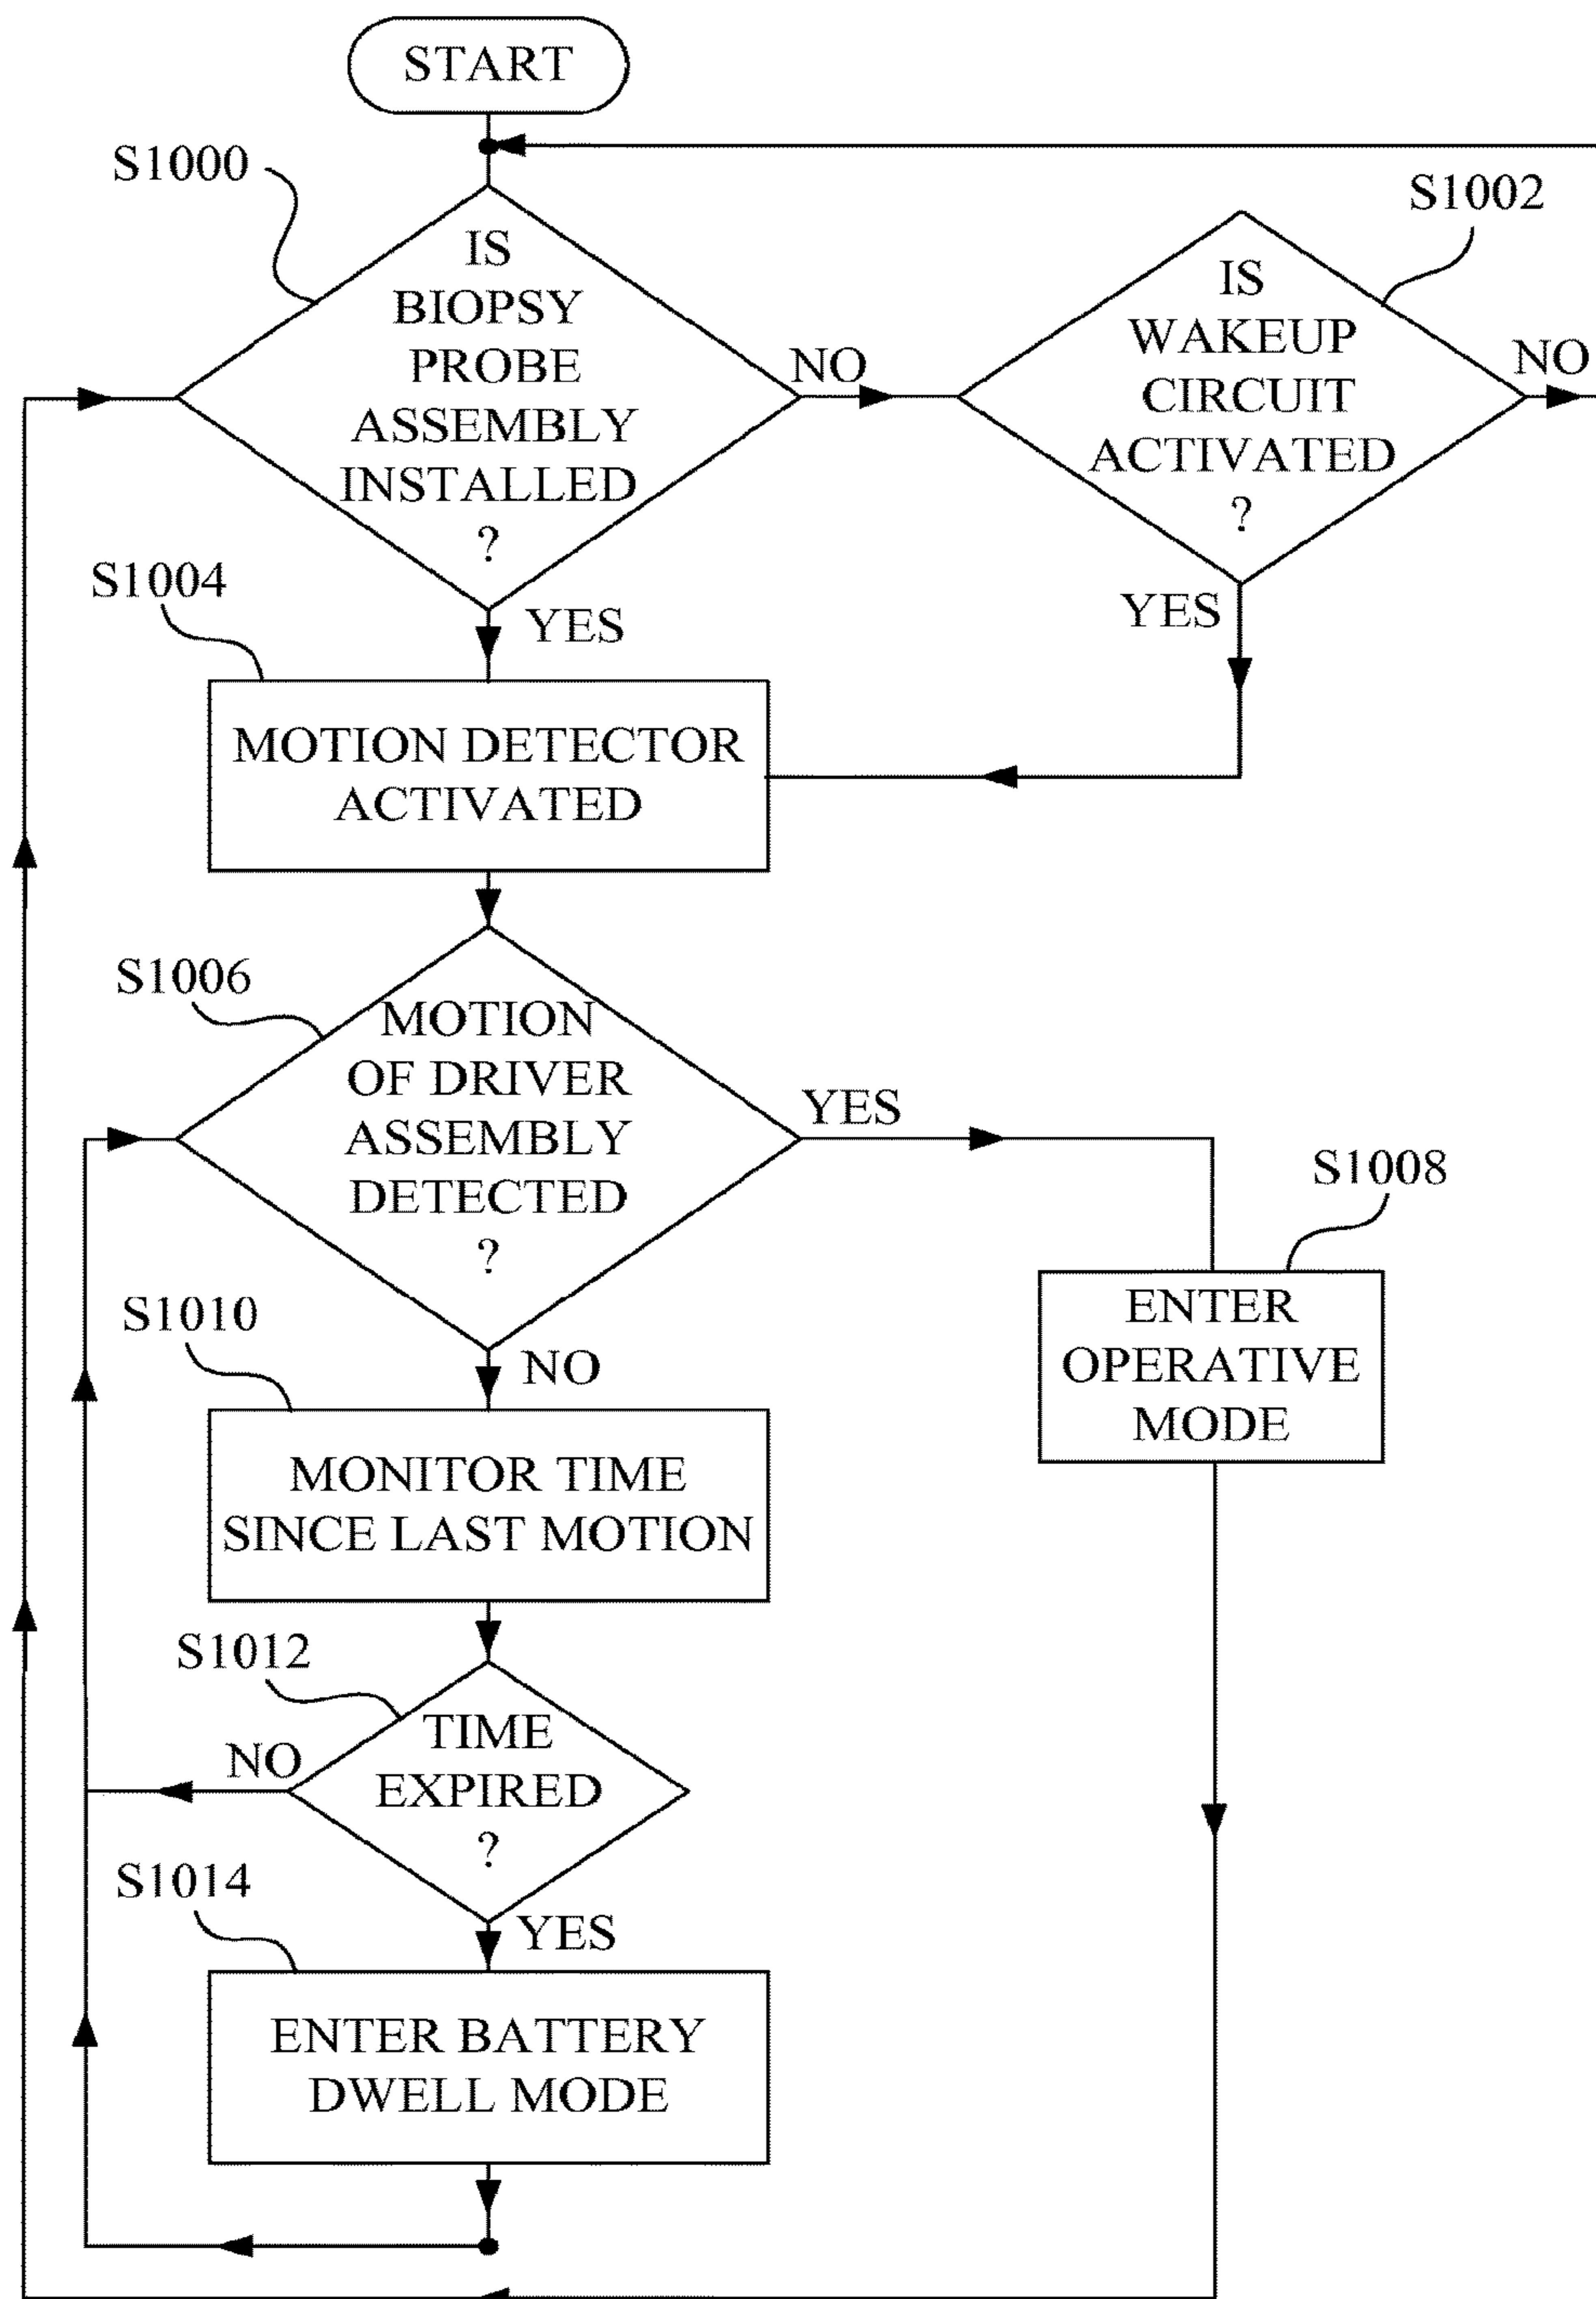 START
S1000
IS
BIOPSY
PROBE
ASSEMBLY
INSTALLED
?
NO
S1002
IS
WAKEUP
CIRCUIT
ACTIVATED
?
NO
YES
YES
S1004
MOTION DETECTOR
ACTIVATED
S1006
MOTION
OF DRIVER
ASSEMBLY
DETECTED
?
YES
S1008
ENTER
OPERATIVE
MODE
NO
S1010
MONITOR TIME
SINCE LAST MOTION
S1012
TIME
EXPIRED
?
NO
YES
S1014
ENTER BATTERY
DWELL MODE